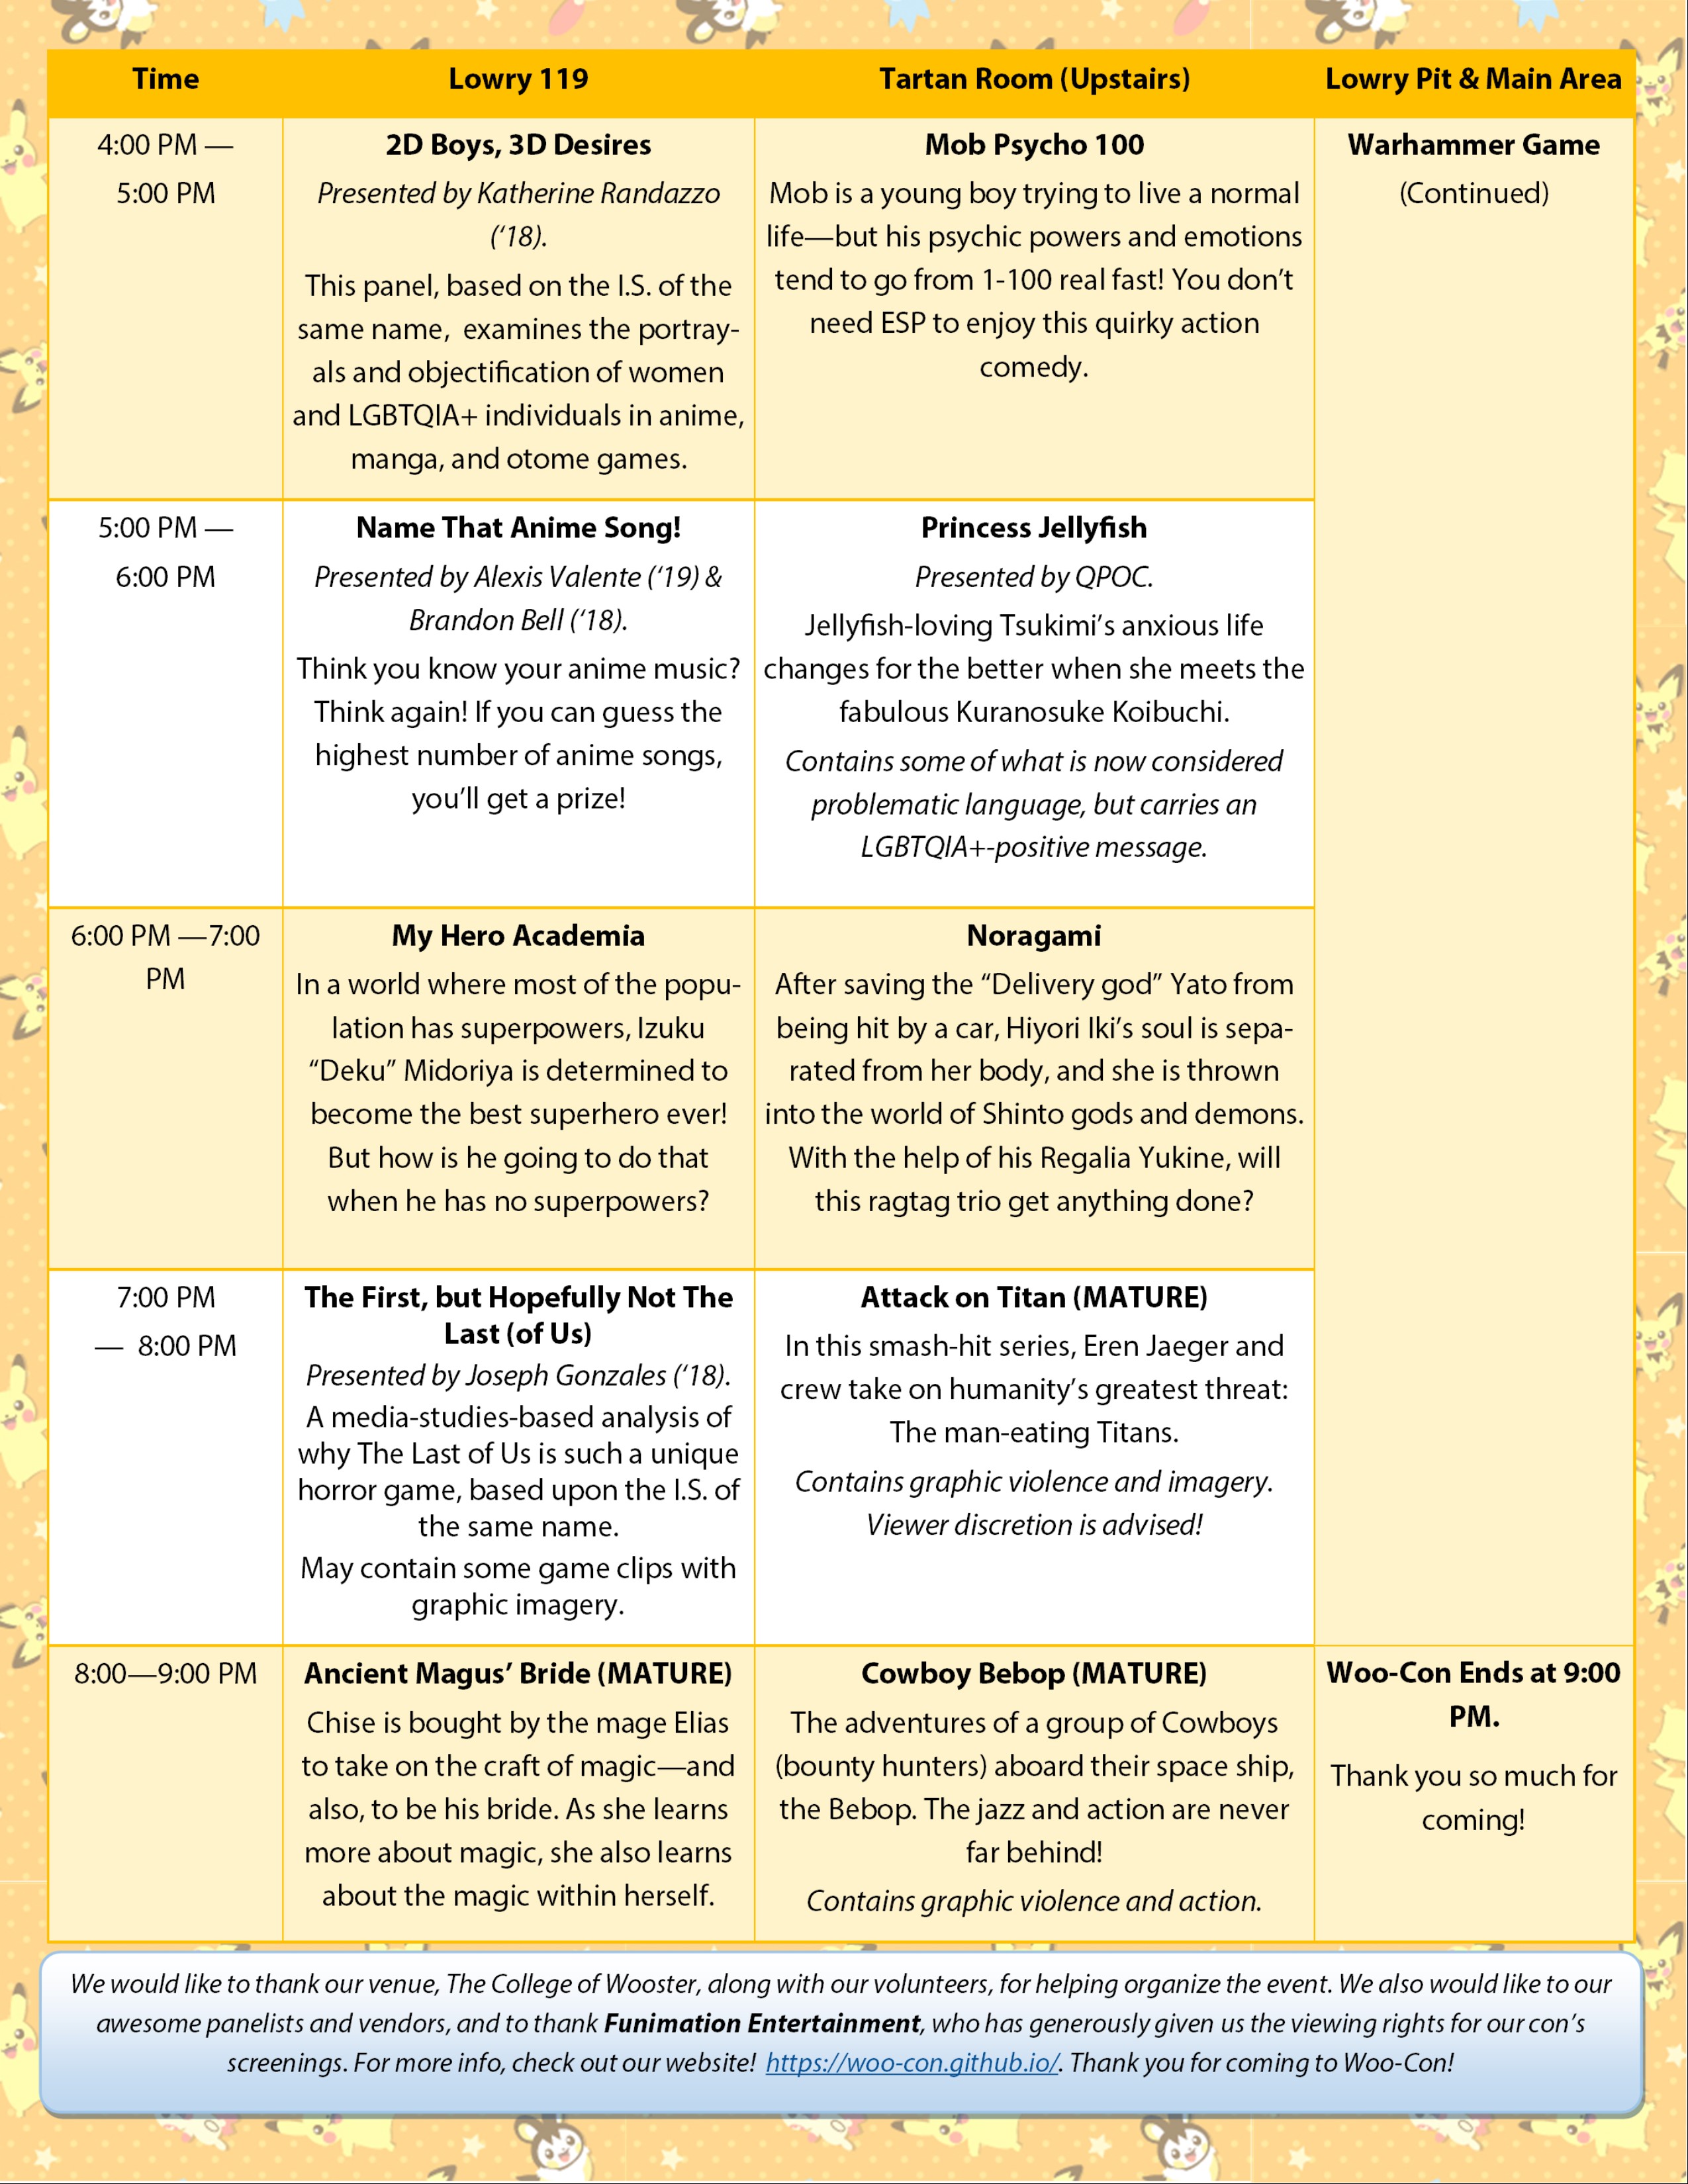 Time
Lowry 119
Tartan Room (Upstairs)
Lowry Pit & Main Area
4:00 PM —
5:00 PM
2D Boys, 3D Desires
Presented by Katherine Randazzo
(‘18).
This panel, based on the I.S. of the
same name,  examines the portray-
als and objectification of women
and LGBTQIA+ individuals in anime,
manga, and otome games.
Mob Psycho 100
Mob is a young boy trying to live a normal
life—but his psychic powers and emotions
tend to go from 1-100 real fast! You don’t
need ESP to enjoy this quirky action
comedy.
Warhammer Game
(Continued)
5:00 PM —
6:00 PM
Name That Anime Song!
Presented by Alexis Valente (‘19) &
Brandon Bell (‘18).
Think you know your anime music?
Think again! If you can guess the
highest number of anime songs,
you’ll get a prize!
Princess Jellyfish
Presented by QPOC.
Jellyfish-loving Tsukimi’s anxious life
changes for the better when she meets the
fabulous Kuranosuke Koibuchi.
Contains some of what is now considered
problematic language, but carries an
LGBTQIA+-positive message.
6:00 PM —7:00
PM
My Hero Academia
In a world where most of the popu-
lation has superpowers, Izuku
“Deku” Midoriya is determined to
become the best superhero ever!
But how is he going to do that
when he has no superpowers?
Noragami
After saving the “Delivery god” Yato from
being hit by a car, Hiyori Iki’s soul is sepa-
rated from her body, and she is thrown
into the world of Shinto gods and demons.
With the help of his Regalia Yukine, will
this ragtag trio get anything done?
7:00 PM
—  8:00 PM
The First, but Hopefully Not The
Last (of Us)
Presented by Joseph Gonzales (‘18).
A media-studies-based analysis of
why The Last of Us is such a unique
horror game, based upon the I.S. of
the same name.
May contain some game clips with
graphic imagery.
Attack on Titan (MATURE)
In this smash-hit series, Eren Jaeger and
crew take on humanity’s greatest threat:
The man-eating Titans.
Contains graphic violence and imagery.
Viewer discretion is advised!
8:00—9:00 PM
Ancient Magus’ Bride (MATURE)
Chise is bought by the mage Elias
to take on the craft of magic—and
also, to be his bride. As she learns
more about magic, she also learns
about the magic within herself.
Cowboy Bebop (MATURE)
The adventures of a group of Cowboys
(bounty hunters) aboard their space ship,
the Bebop. The jazz and action are never
far behind!
Contains graphic violence and action.
Woo-Con Ends at 9:00
PM.
Thank you so much for
coming!
We would like to thank our venue, The College of Wooster, along with our volunteers, for helping organize the event. We also would like to our
awesome panelists and vendors, and to thank Funimation Entertainment, who has generously given us the viewing rights for our con’s
screenings. For more info, check out our website!  https://woo-con.github.io/. Thank you for coming to Woo-Con!